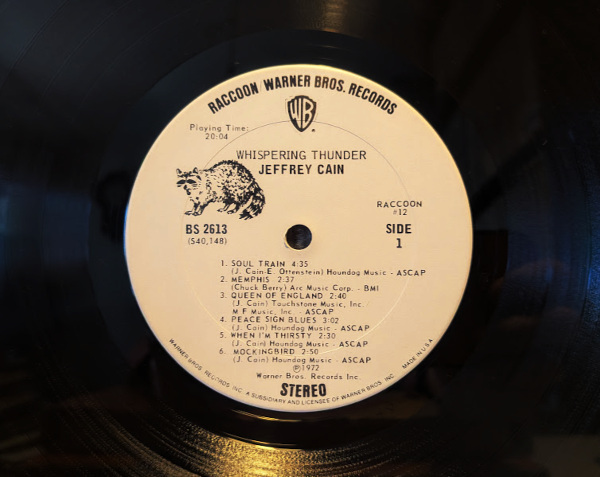 RACCOON/WARNER BROS. RECORDS
WB
Playing Time:
20:04
WHISPERING THUNDER
JEFFREY CAIN
RACCOON
#12
BS 2613
(S40,148)
SIDE
1
1. SOUL TRAIN 4:35
(J. Cain-E. Ottenstein) Houndog Music - ASCAP
2. MEMPHIS 2:37
(Chuck Berry) Arc Music Corp. - BMI
3. QUEEN OF ENGLAND 2:40
(J. Cain) Touchstone Music, Inc.
M.F Music, Inc. - ASCAP
4. PEACE SIGN BLUES 3:02
(J. Cain) Houndog Music - ASCAP
5. WHEN I'M THIRSTY 2:30
(J. Cain) Houndog Music - ASCAP
6. MOCKINGBIRD 2:50
(J. Cain) Houndog Music - ASCAP
℗1972
Warner Bros. Records Inc.
STEREO
WARNER BROS. RECORDS INC. A SUBSIDIARY AND LICENSEE OF WARNER BROS. INC. MADE IN U.S.A.